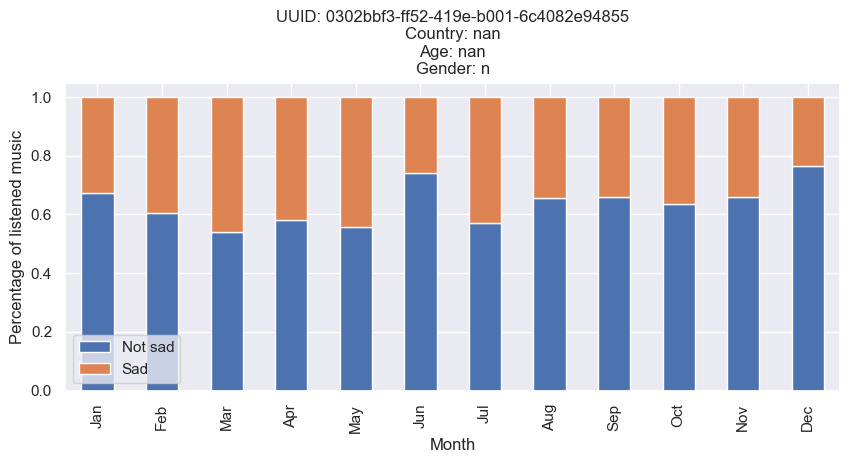 UUID: 0302bbf3-ff52-419e-b001-6c4082e94855
Country: nan
Age: nan
Gender: n
Percentage of listened music
1.0
0.8
0.6
0.4
0.2
0.0
Not sad
Sad
Jan
Feb
Mar
Apr
May
Jun
Jul
Aug
Sep
Oct
Nov
Dec
Month